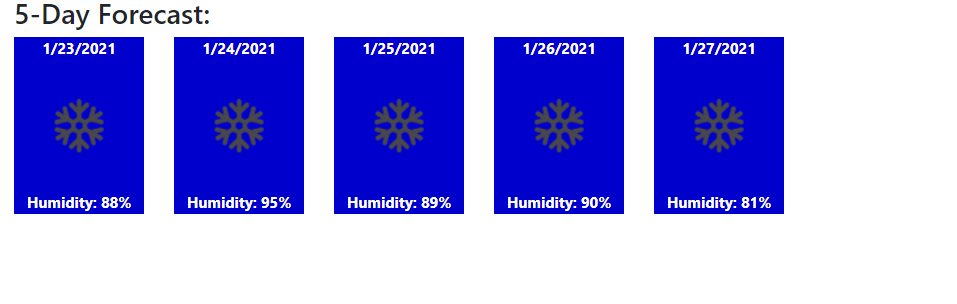 5-Day Forecast:
1/23/2021
Humidity: 88%
1/24/2021
Humidity: 95%
1/25/2021
Humidity: 89%
1/26/2021
Humidity: 90%
1/27/2021
Humidity: 81%